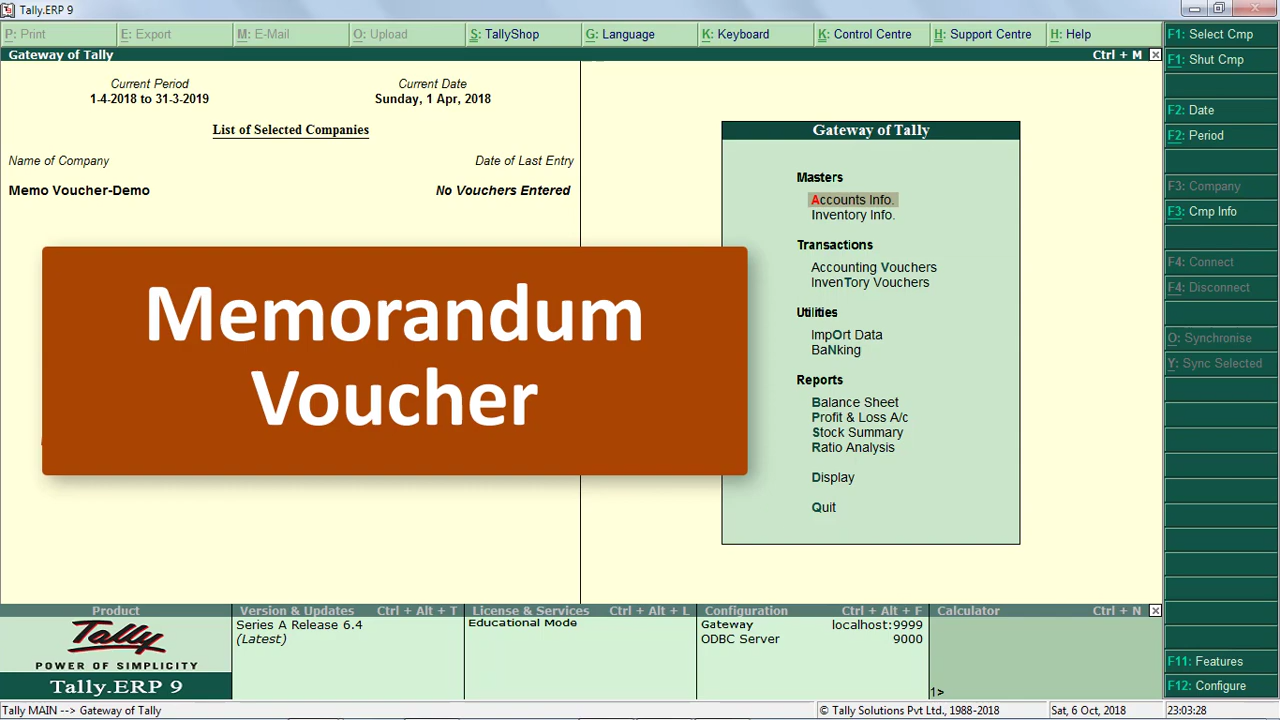 Tally.ERP 9
P: Print E: Export M: E-Mail O: Upload S: TallyShop G: Language K: Keyboard K: Control Centre H: Support Centre H: Help
Gateway of Tally Ctrl + M
Current Period Current Date
1-4-2018 to 31-3-2019 Sunday, 1 Apr, 2018
List of Selected Companies
Name of Company Date of Last Entry
Memo Voucher-Demo No Vouchers Entered
Memorandum
Voucher
Gateway of Tally
Masters
Accounts Info.
Inventory Info.
Transactions
Accounting Vouchers
InvenTory Vouchers
Utilities
ImpOrt Data
BaNking
Reports
Balance Sheet
Profit & Loss A/c
Stock Summary
Ratio Analysis
Display
Quit
F1: Select Cmp
F1: Shut Cmp
F2: Date
F2: Period
F3: Company
F3: Cmp Info
F4: Connect
F4: Disconnect
O: Synchronise
Y: Sync Selected
F11: Features
F12: Configure
Product
Tally
POWER OF SIMPLICITY
Tally.ERP 9
Version & Updates Ctrl + Alt + T
Series A Release 6.4
(Latest)
License & Services Ctrl + Alt + L
Educational Mode
Configuration Ctrl + Alt + F
Gateway localhost:9999
ODBC Server 9000
Calculator Ctrl + N
1>
Tally MAIN --> Gateway of Tally © Tally Solutions Pvt Ltd., 1988-2018 Sat, 6 Oct, 2018 23:03:28